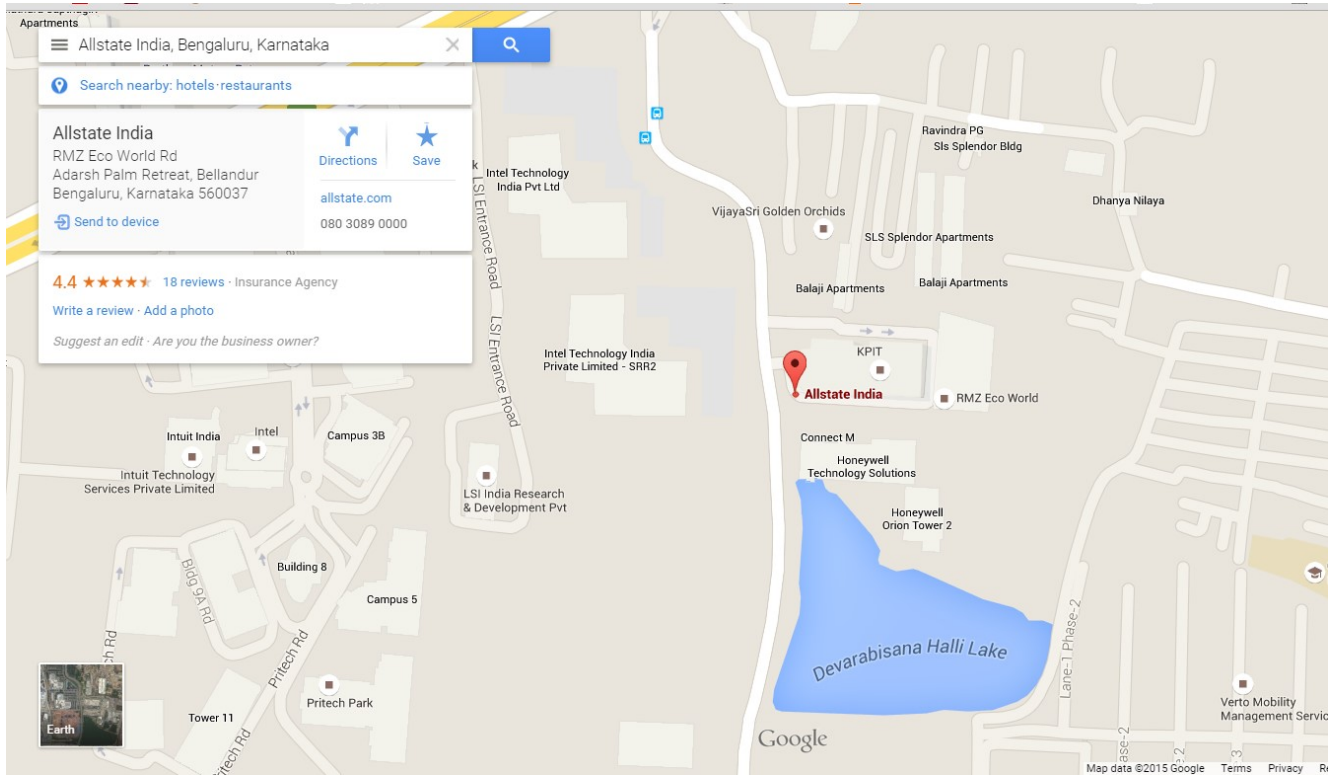 Apartments
Allstate India, Bengaluru, Karnataka
Search nearby: hotels · restaurants
Allstate India
RMZ Eco World Rd
Adarsh Palm Retreat, Bellandur
Bengaluru, Karnataka 560037
Send to device
Directions
Save
allstate.com
080 3089 0000
4.4
18 reviews · Insurance Agency
Write a review · Add a photo
Suggest an edit · Are you the business owner?
LSI Entrance Road
LSI Entrance Road
Intel Technology
India Pvt Ltd
Ravindra PG
Sls Splendor Bldg
Dhanya Nilaya
VijayaSri Golden Orchids
SLS Splendor Apartments
Balaji Apartments
Balaji Apartments
Intel Technology India
Private Limited - SRR2
KPIT
Allstate India
RMZ Eco World
Connect M
Honeywell
Technology Solutions
Honeywell
Orion Tower 2
Intuit India
Intel
Campus 3B
Intuit Technology
Services Private Limited
LSI India Research
& Development Pvt
Building 8
Bldg 9A Rd
Campus 5
Pritech Rd
Devarabisana Halli Lake
Lane-1 Phase-2
Pritech Park
Tower 11
Earth
Verto Mobility
Management Servic
Google
Map data ©2015 Google
Terms
Privacy